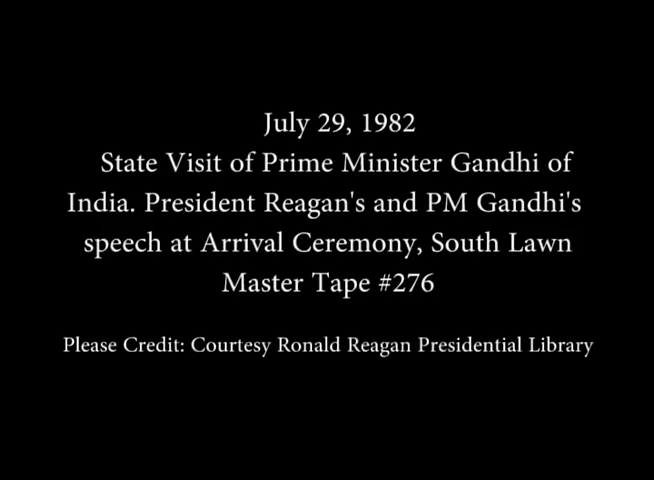 July 29, 1982
State Visit of Prime Minister Gandhi of
India. President Reagan's and PM Gandhi's
speech at Arrival Ceremony, South Lawn
Master Tape #276
Please Credit: Courtesy Ronald Reagan Presidential Library